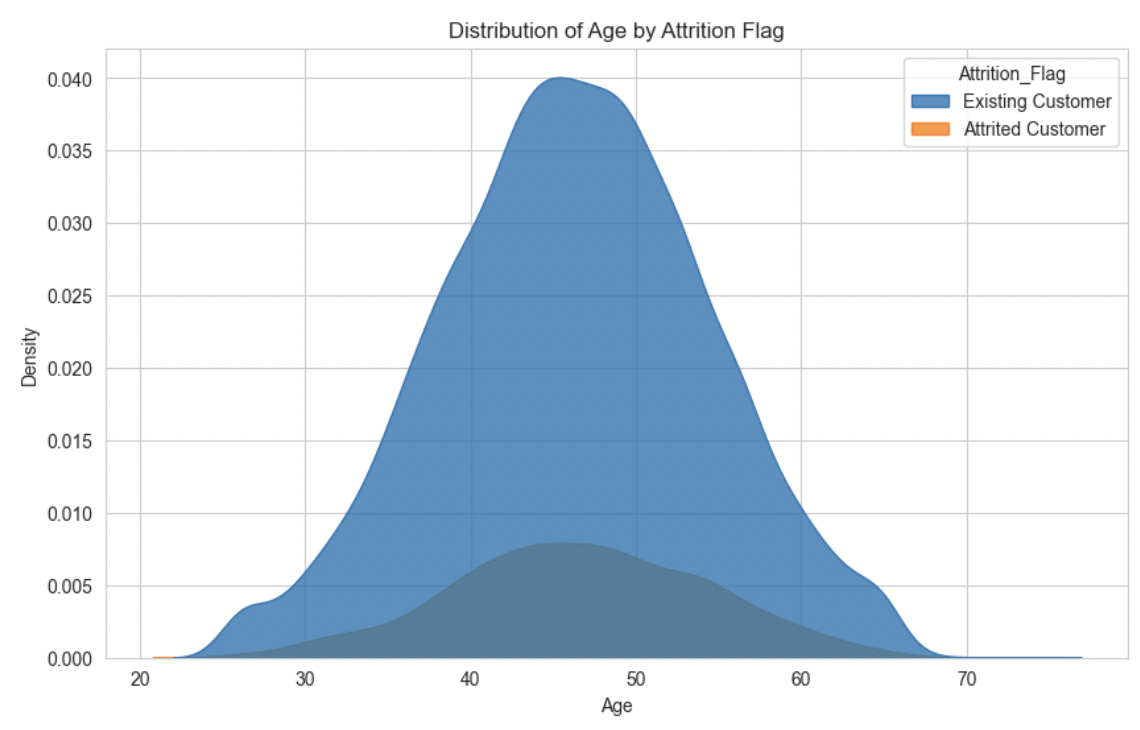 Distribution of Age by Attrition Flag
Attrition_Flag
Existing Customer
Attrited Customer
0.040
0.035
0.030
0.025
0.020
0.015
0.010
0.005
0.000
Density
20 30 40 50 60 70
Age